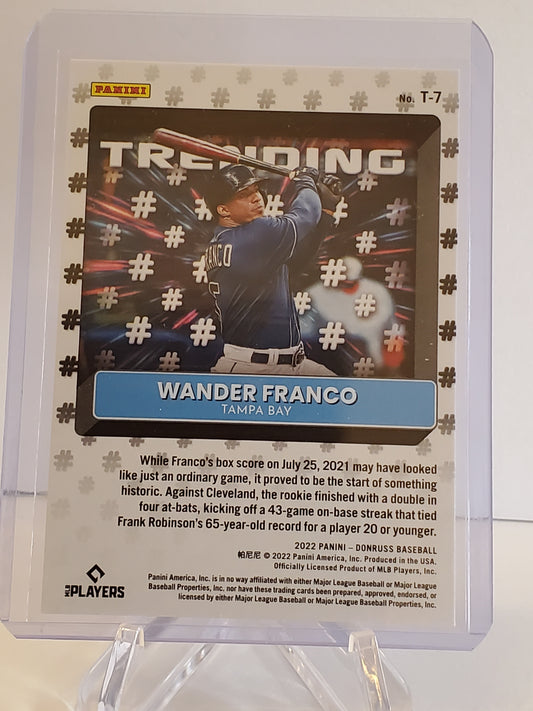 PANINI
No. T-7
TRENDING
FRANCO
5
WANDER FRANCO
TAMPA BAY
While Franco's box score on July 25, 2021 may have looked
like just an ordinary game, it proved to be the start of something
historic. Against Cleveland, the rookie finished with a double in
four at-bats, kicking off a 43-game on-base streak that tied
Frank Robinson's 65-year-old record for a player 20 or younger.
2022 PANINI – DONRUSS BASEBALL
帕尼尼 © 2022 Panini America, Inc. Produced in the USA.
Officially Licensed Product of MLB Players, Inc.
MLB PLAYERS
Panini America, Inc. is in no way affiliated with either Major League Baseball or Major League
Baseball Properties, Inc., nor have these trading cards been prepared, approved, endorsed, or
licensed by either Major League Baseball or Major League Baseball Properties, Inc.